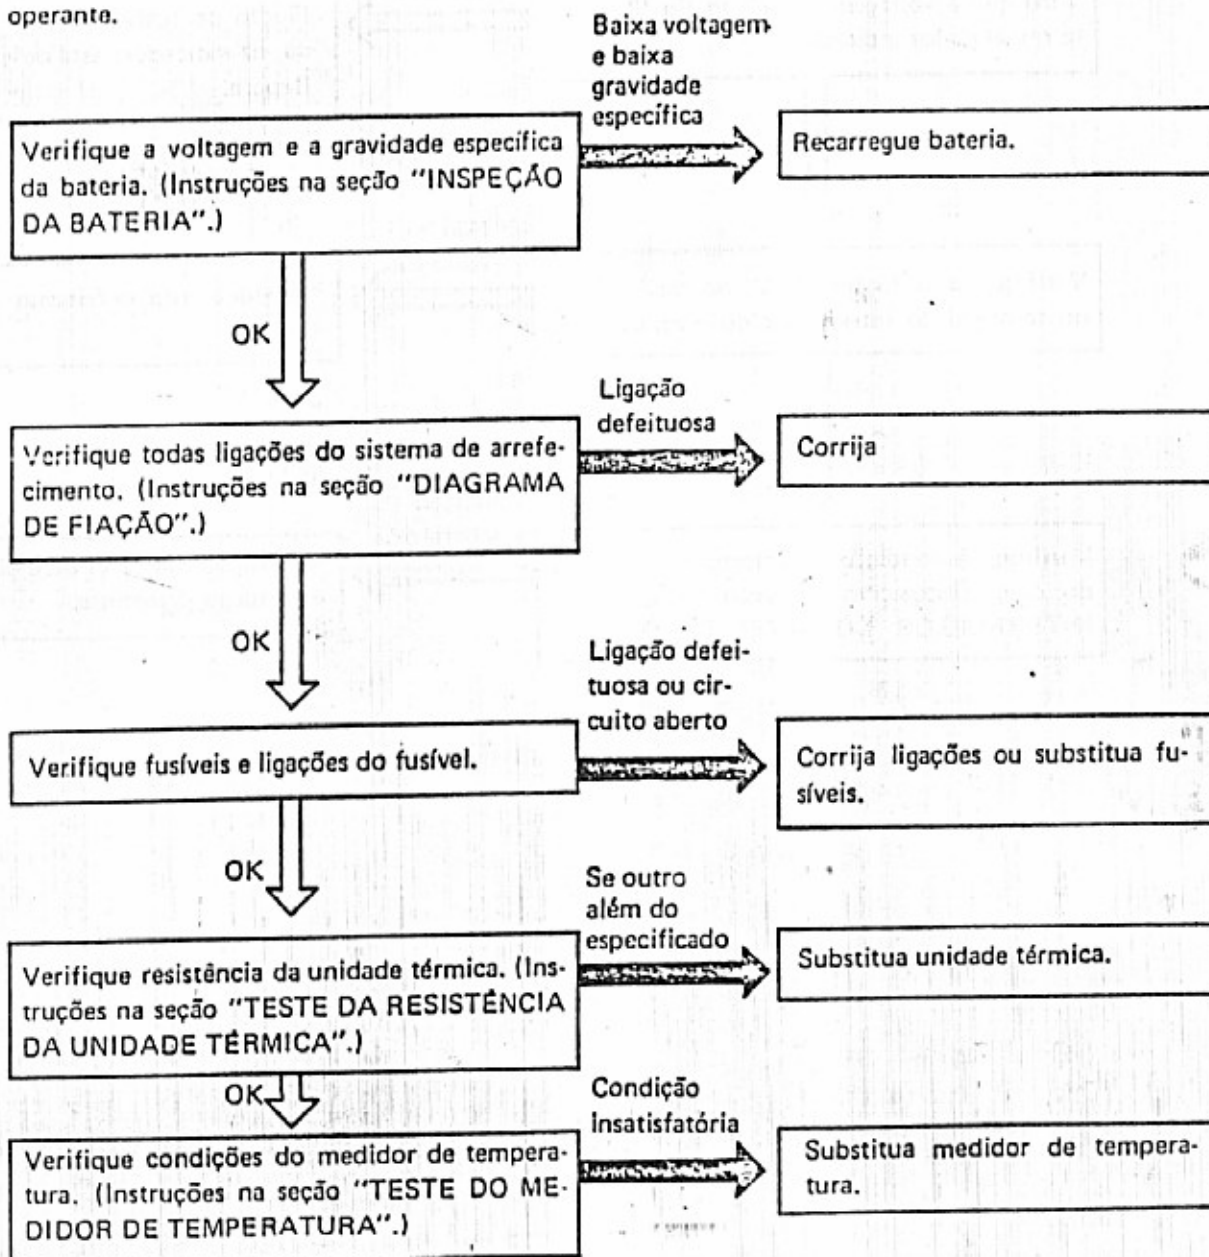 operante.
Baixa voltagem
e baixa
gravidade
específica
Verifique a voltagem e a gravidade específica
da bateria. (Instruções na seção "INSPEÇÃO
DA BATERIA".)
Recarregue bateria.
OK
Ligação
defeituosa
Verifique todas ligações do sistema de arrefe-
cimento. (Instruções na seção "DIAGRAMA
DE FIAÇÃO".)
Corrija
OK
Ligação defei-
tuosa ou cir-
cuito aberto
Verifique fusíveis e ligações do fusível.
Corrija ligações ou substitua fu-
síveis.
OK
Se outro
além do
especificado
Verifique resistência da unidade térmica. (Ins-
truções na seção "TESTE DA RESISTÊNCIA
DA UNIDADE TÉRMICA".)
Substitua unidade térmica.
OK
Condição
insatisfatória
Verifique condições do medidor de tempera-
tura. (Instruções na seção "TESTE DO ME-
DIDOR DE TEMPERATURA".)
Substitua medidor de tempera-
tura.